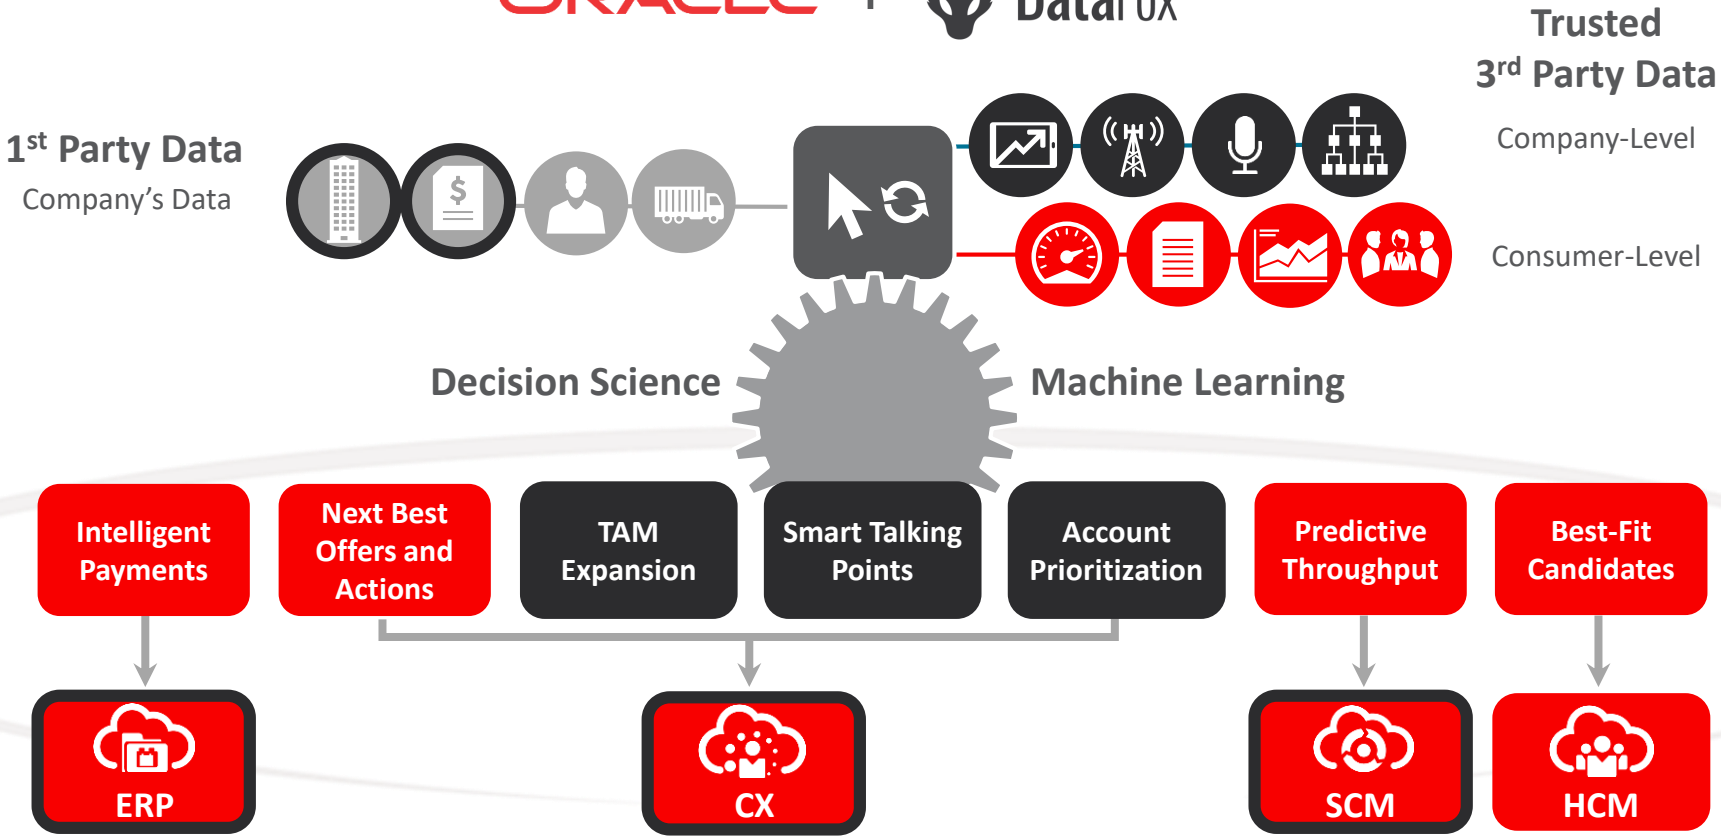 ORACLE + DataFox
Trusted
3rd Party Data
Company-Level
Consumer-Level
1st Party Data
Company's Data
$
Decision Science
Machine Learning
Intelligent
Payments
Next Best
Offers and
Actions
TAM
Expansion
Smart Talking
Points
Account
Prioritization
Predictive
Throughput
Best-Fit
Candidates
ERP
CX
SCM
HCM